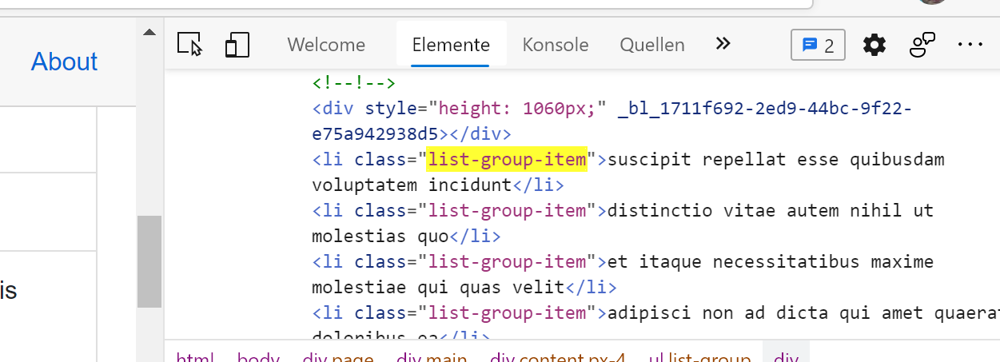 About
Welcome Elemente Konsole Quellen 2
<!--!-->
<div style="height: 1060px;" _bl_1711f692-2ed9-44bc-9f22-
e75a942938d5></div>
<li class="list-group-item">suscipit repellat esse quibusdam
voluptatem incidunt</li>
<li class="list-group-item">distinctio vitae autem nihil ut
molestias quo</li>
<li class="list-group-item">et itaque necessitatibus maxime
molestiae qui quas velit</li>
is
<li class="list-group-item">adipisci non ad dicta qui amet quaerat
doloribus ea</li>
html body div.page div.main div.content.px-4 ul.list-group div